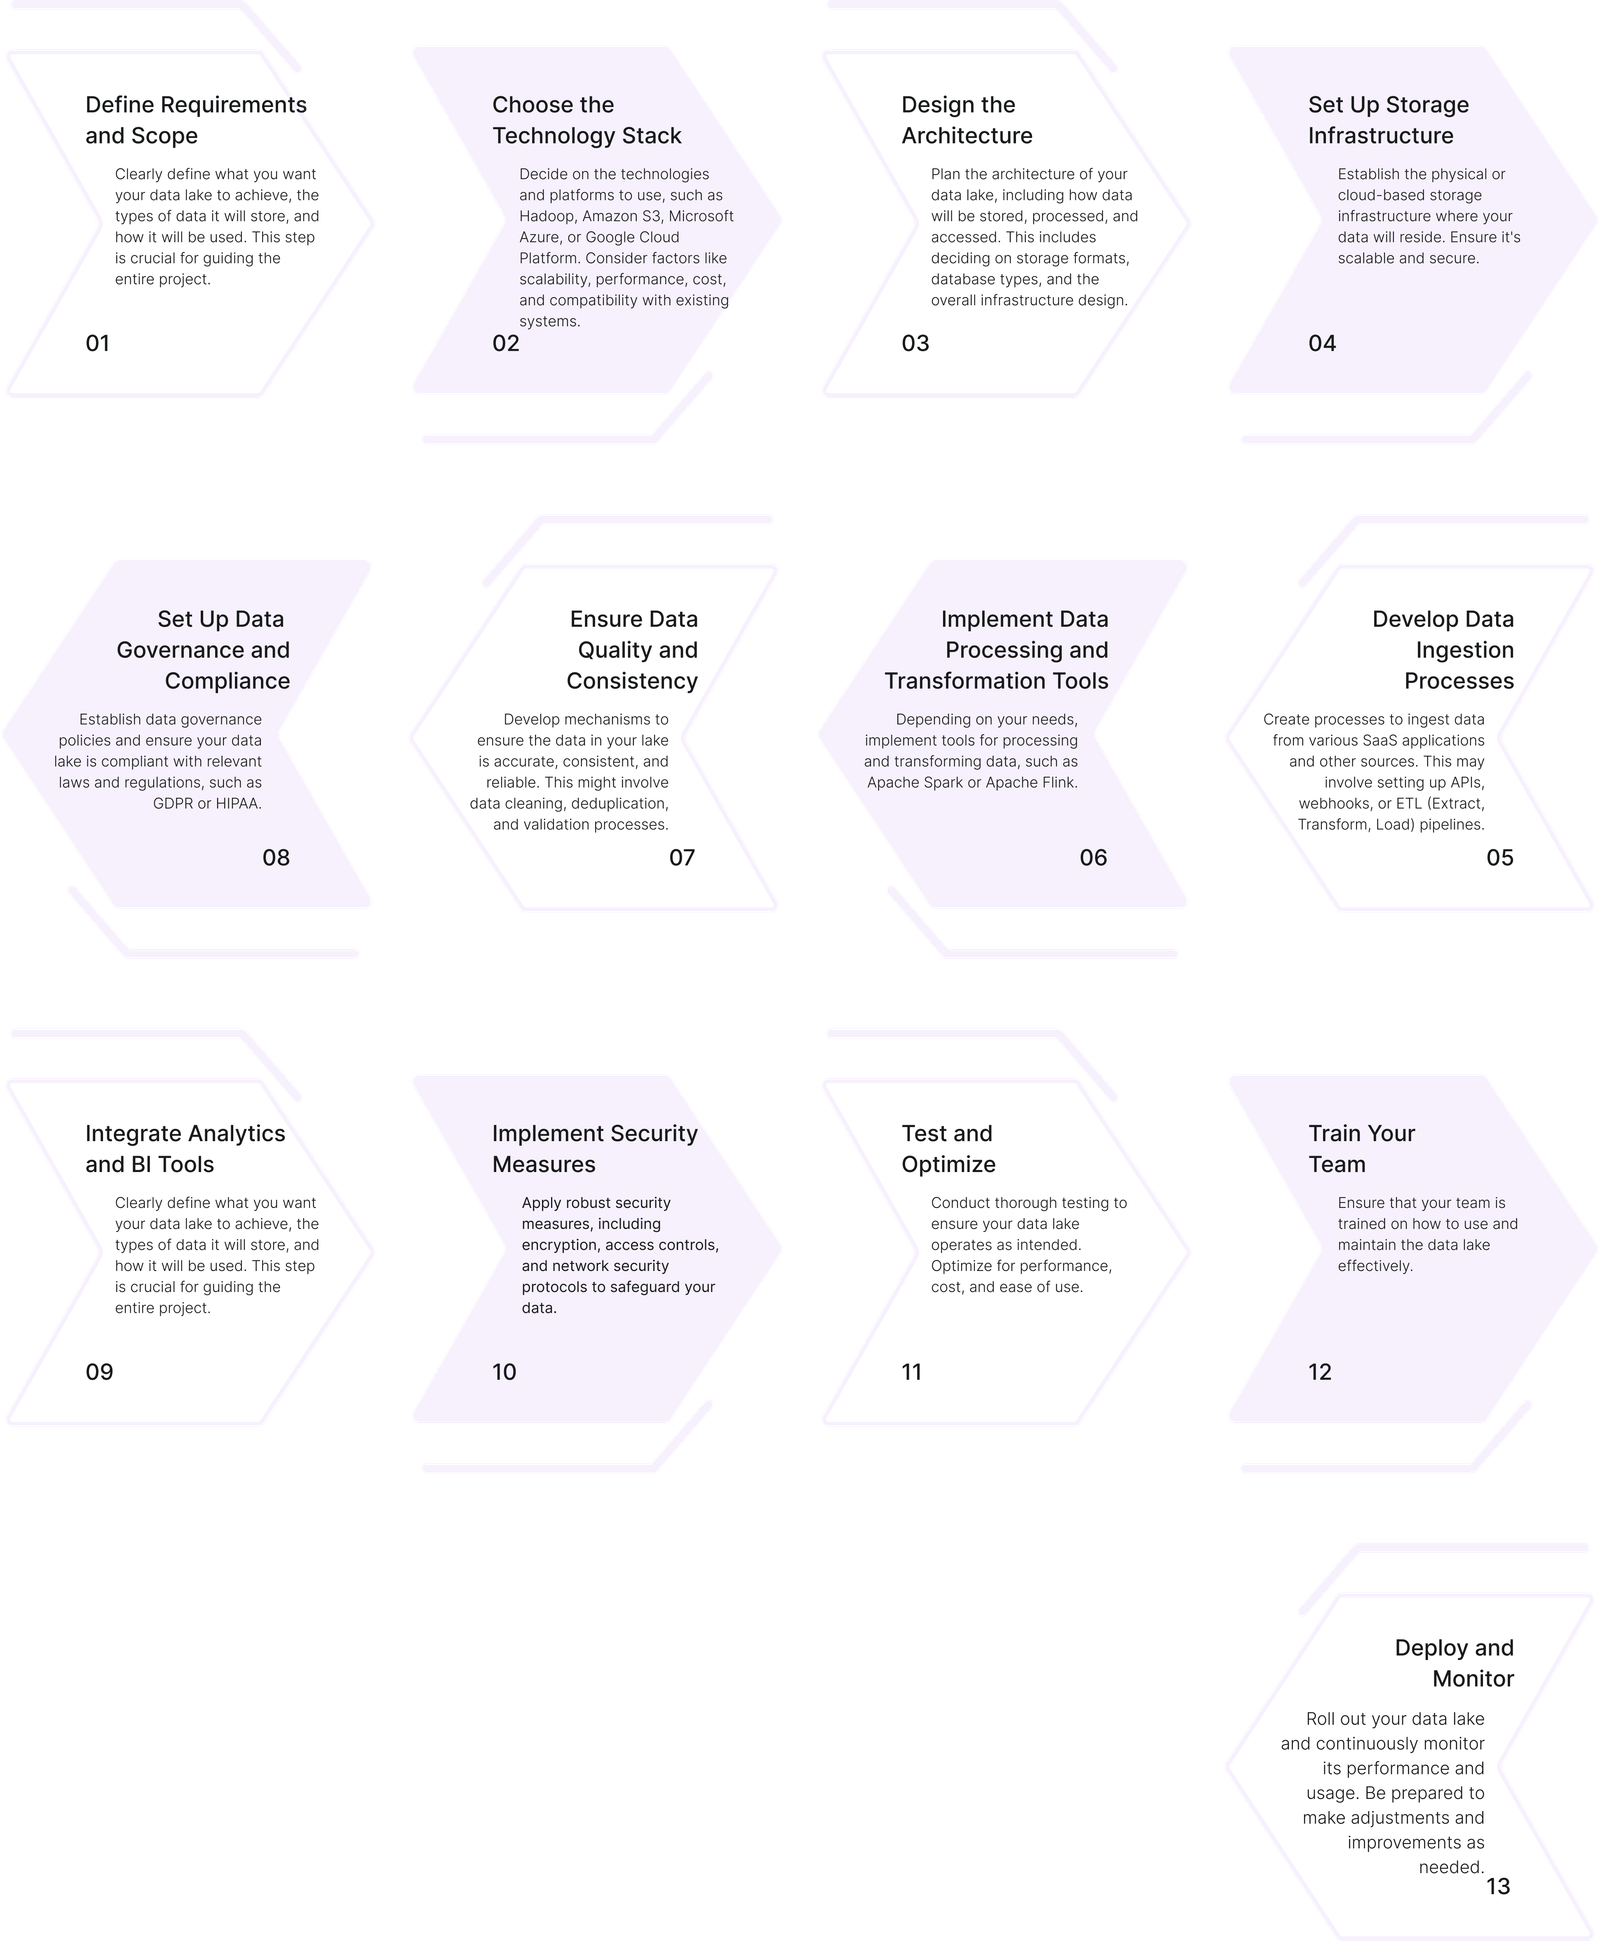 Define Requirements
and Scope
Clearly define what you want
your data lake to achieve, the
types of data it will store, and
how it will be used. This step
is crucial for guiding the
entire project.
01
Choose the
Technology Stack
Decide on the technologies
and platforms to use, such as
Hadoop, Amazon S3, Microsoft
Azure, or Google Cloud
Platform. Consider factors like
scalability, performance, cost,
and compatibility with existing
systems.
02
Design the
Architecture
Plan the architecture of your
data lake, including how data
will be stored, processed, and
accessed. This includes
deciding on storage formats,
database types, and the
overall infrastructure design.
03
Set Up Storage
Infrastructure
Establish the physical or
cloud-based storage
infrastructure where your
data will reside. Ensure it's
scalable and secure.
04
Develop Data
Ingestion
Processes
Create processes to ingest data
from various SaaS applications
and other sources. This may
involve setting up APIs,
webhooks, or ETL (Extract,
Transform, Load) pipelines.
05
Implement Data
Processing and
Transformation Tools
Depending on your needs,
implement tools for processing
and transforming data, such as
Apache Spark or Apache Flink.
06
Ensure Data
Quality and
Consistency
Develop mechanisms to
ensure the data in your lake
is accurate, consistent, and
reliable. This might involve
data cleaning, deduplication,
and validation processes.
07
Set Up Data
Governance and
Compliance
Establish data governance
policies and ensure your data
lake is compliant with relevant
laws and regulations, such as
GDPR or HIPAA.
08
Integrate Analytics
and BI Tools
Clearly define what you want
your data lake to achieve, the
types of data it will store, and
how it will be used. This step
is crucial for guiding the
entire project.
09
Implement Security
Measures
Apply robust security
measures, including
encryption, access controls,
and network security
protocols to safeguard your
data.
10
Test and
Optimize
Conduct thorough testing to
ensure your data lake
operates as intended.
Optimize for performance,
cost, and ease of use.
11
Train Your
Team
Ensure that your team is
trained on how to use and
maintain the data lake
effectively.
12
Deploy and
Monitor
Roll out your data lake
and continuously monitor
its performance and
usage. Be prepared to
make adjustments and
improvements as
needed.
13